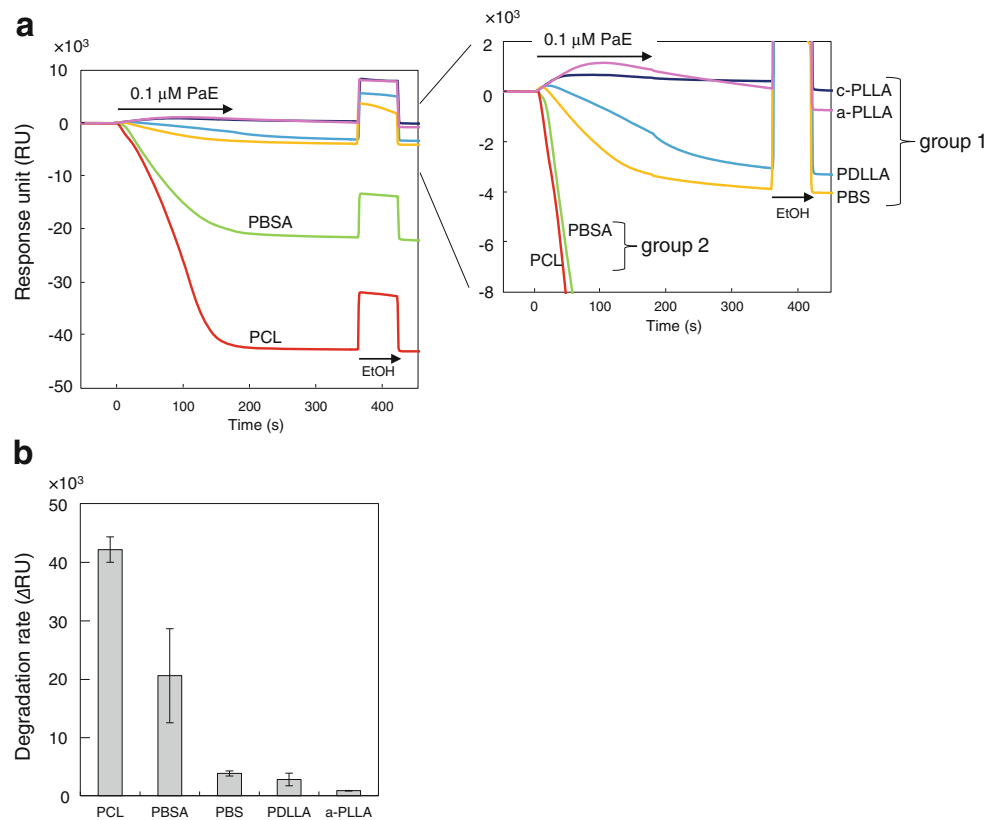 a
×10³
0.1 μM PaE
Response unit (RU)
10
0
-10
-20
-30
-40
-50
PBSA
PCL
EtOH
0
100
200
300
400
Time (s)
×10³
0.1 μM PaE
2
0
-2
-4
-6
-8
c-PLLA
a-PLLA
group 1
PDLLA
PBS
EtOH
PBSA
group 2
PCL
0
100
200
300
400
Time (s)
b
×10³
Degradation rate (ΔRU)
50
40
30
20
10
0
PCL
PBSA
PBS
PDLLA
a-PLLA